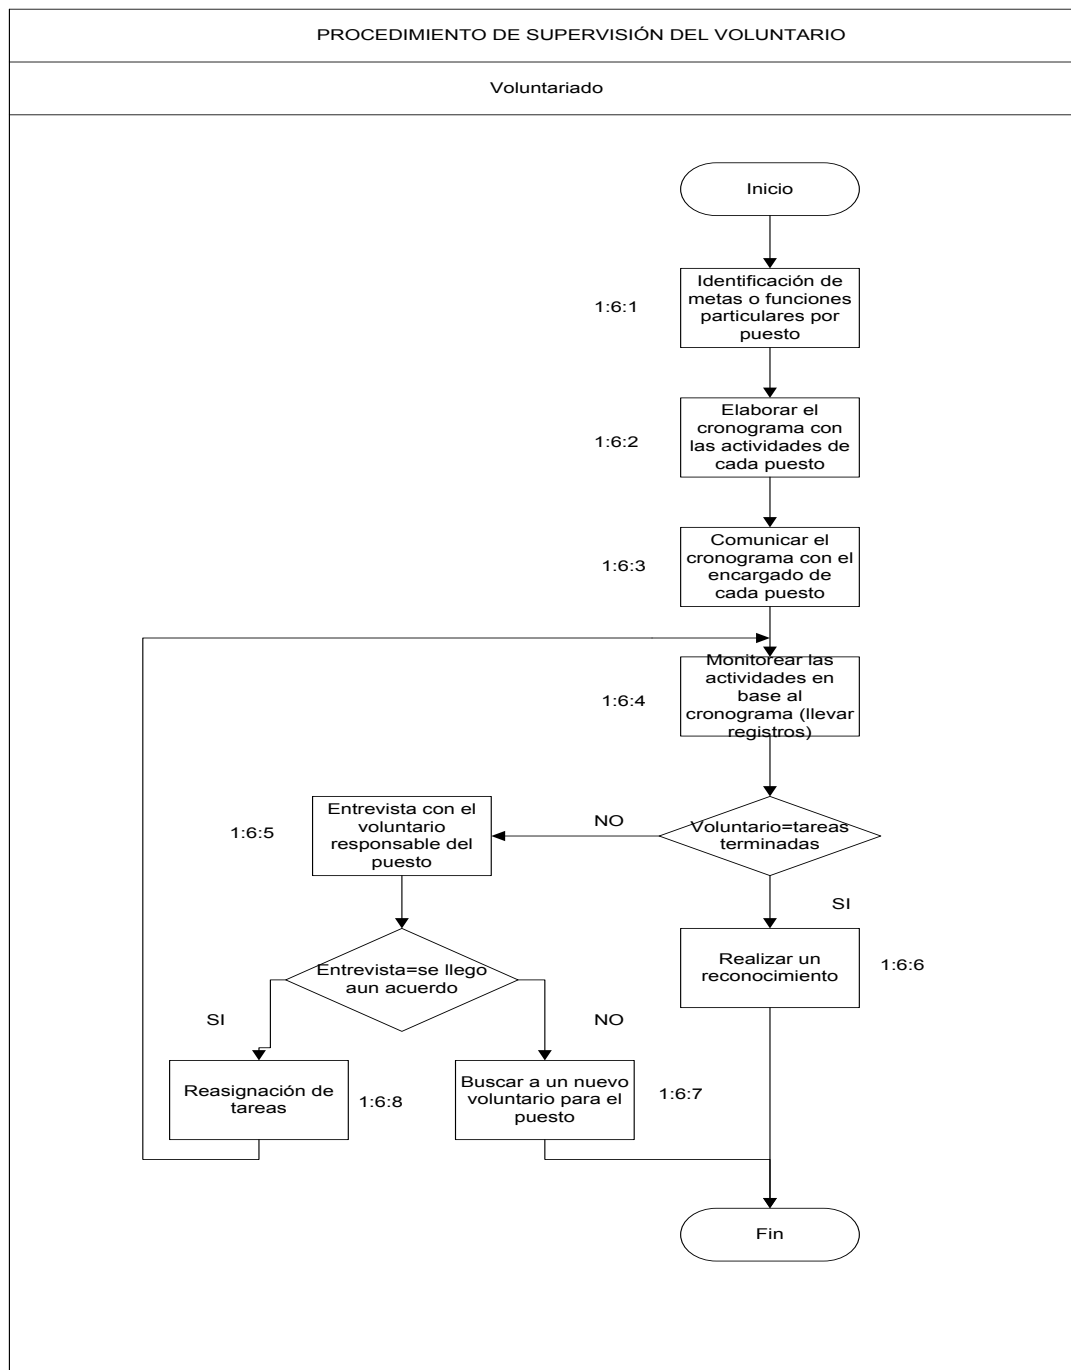 PROCEDIMIENTO DE SUPERVISIÓN DEL VOLUNTARIO
Voluntariado
Inicio
1:6:1
Identificación de
metas o funciones
particulares por
puesto
1:6:2
Elaborar el
cronograma con
las actividades de
cada puesto
1:6:3
Comunicar el
cronograma con el
encargado de
cada puesto
1:6:4
Monitorear las
actividades en
base al
cronograma (llevar
registros)
Voluntario=tareas
terminadas
NO
SI
1:6:5
Entrevista con el
voluntario
responsable del
puesto
Realizar un
reconocimiento
1:6:6
Entrevista=se llego
aun acuerdo
SI
NO
Reasignación de
tareas
1:6:8
Buscar a un nuevo
voluntario para el
puesto
1:6:7
Fin